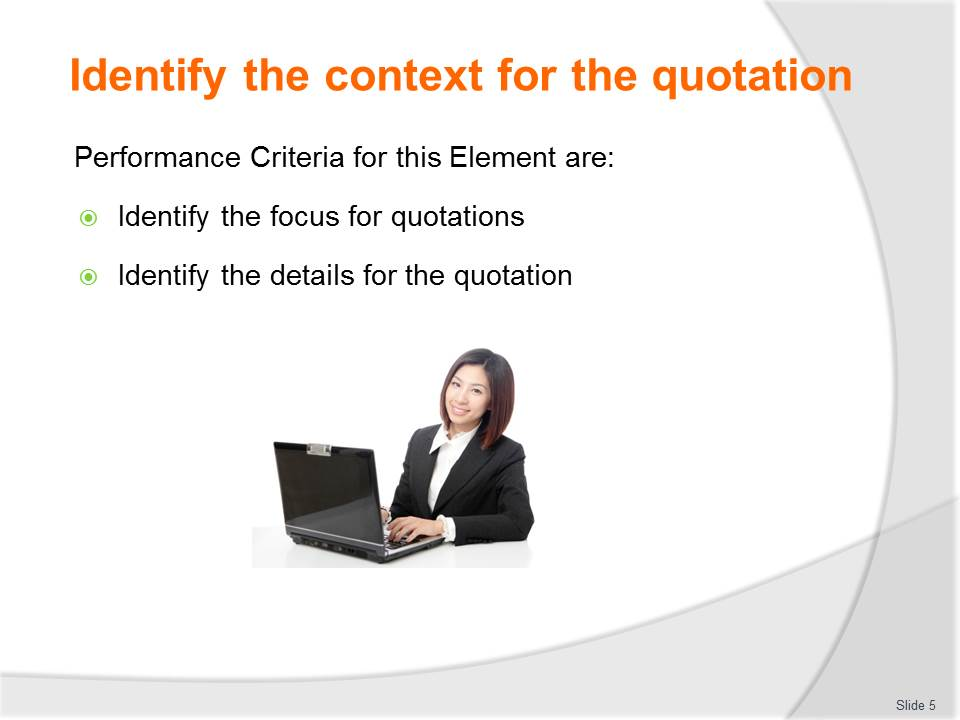 Identify the context for the quotation
Performance Criteria for this Element are:
Identify the focus for quotations
Identify the details for the quotation
Slide 5